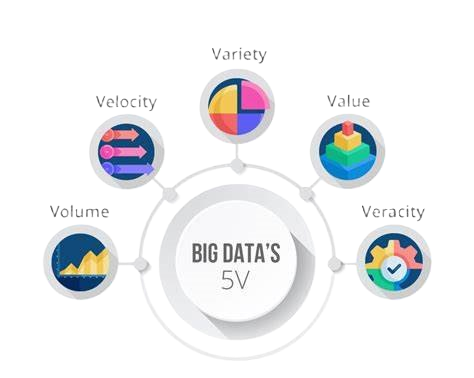 Variety
Velocity
Value
Volume
Veracity
BIG DATA'S
5V